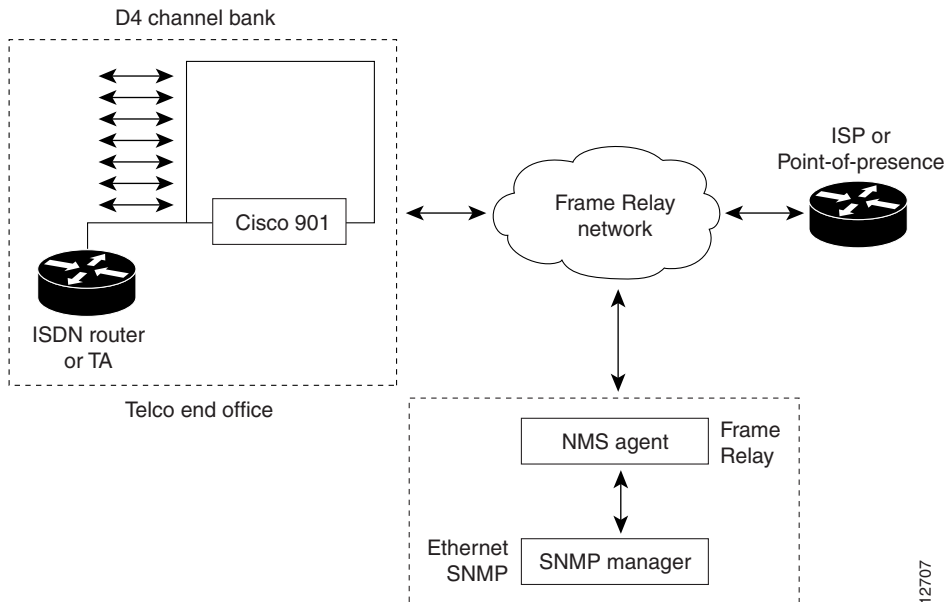 D4 channel bank
Cisco 901
ISDN router
or TA
Telco end office
Frame Relay
network
ISP or
Point-of-presence
NMS agent
Frame
Relay
Ethernet
SNMP
SNMP manager
12707